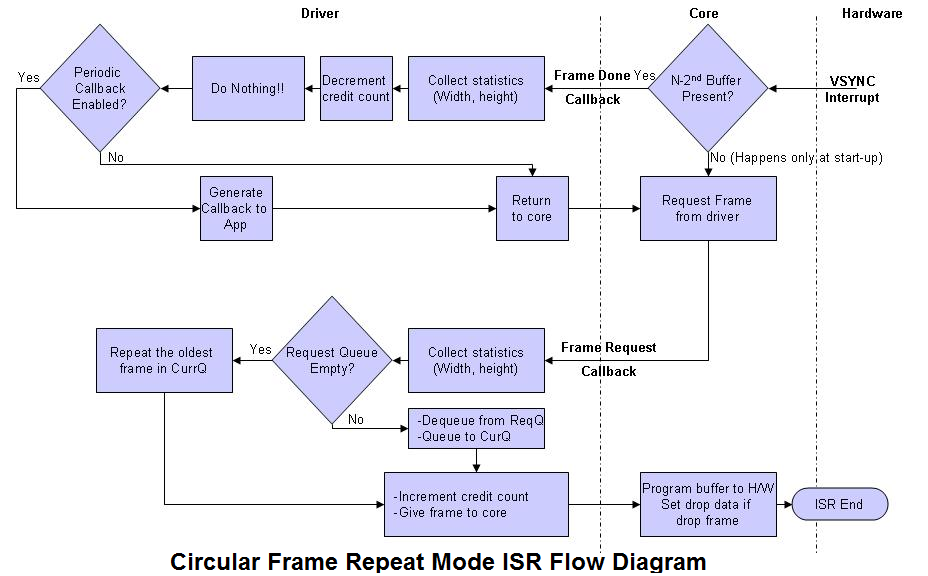 Driver
Core
Hardware
Yes
Periodic
Callback
Enabled?
Do Nothing!!
Decrement
credit count
Collect statistics
(Width, height)
Frame Done
Callback
Yes
N-2nd Buffer
Present?
VSYNC
Interrupt
No
No (Happens only at start-up)
Generate
Callback to
App
Return
to core
Request Frame
from driver
Repeat the oldest
frame in CurrQ
Yes
Request Queue
Empty?
Collect statistics
(Width, height)
Frame Request
Callback
No
-Dequeue from ReqQ
-Queue to CurQ
-Increment credit count
- Give frame to core
Program buffer to H/W
Set drop data if
drop frame
ISR End
Circular Frame Repeat Mode ISR Flow Diagram